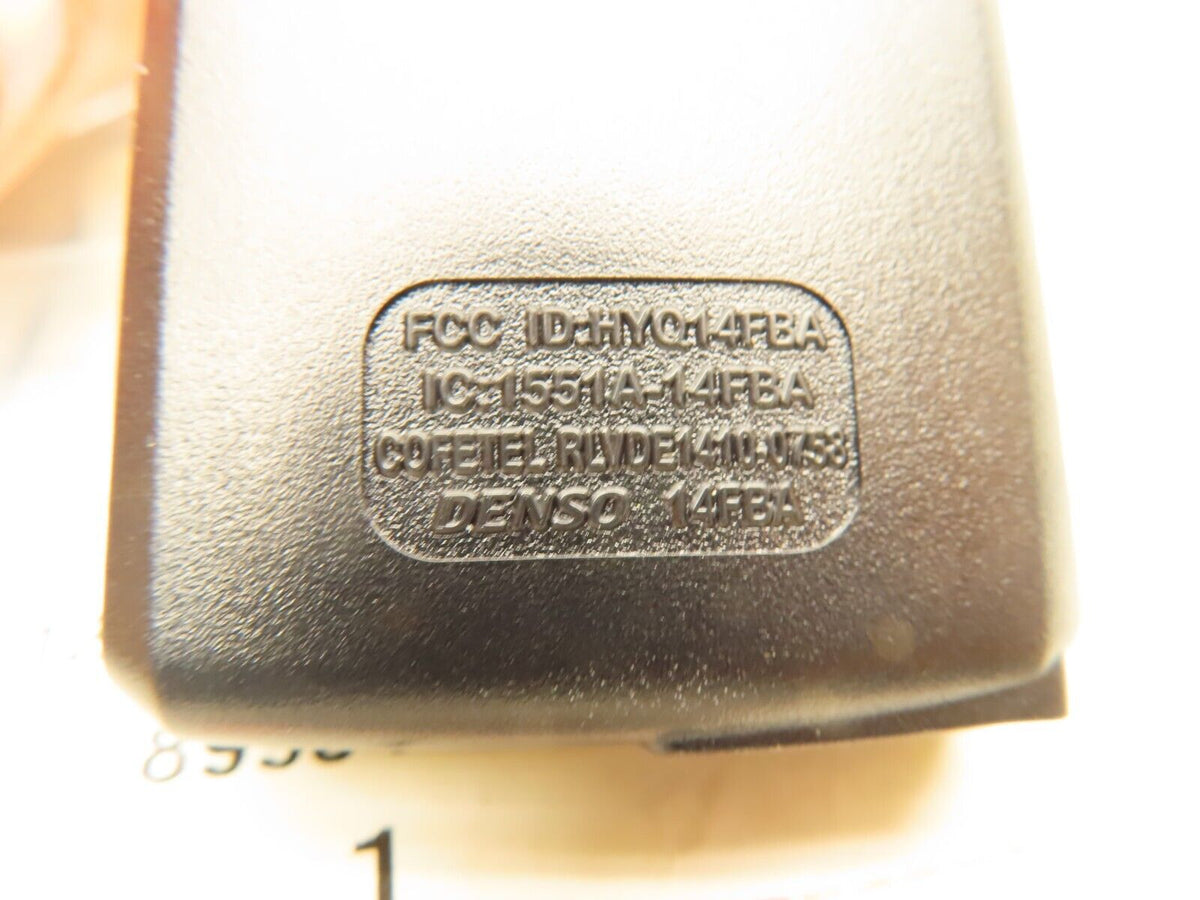 FCC ID:HYQ14FBA
IC:1551A-14FBA
COFETEL RLVDE1410-0753
DENSO 14FBA
1